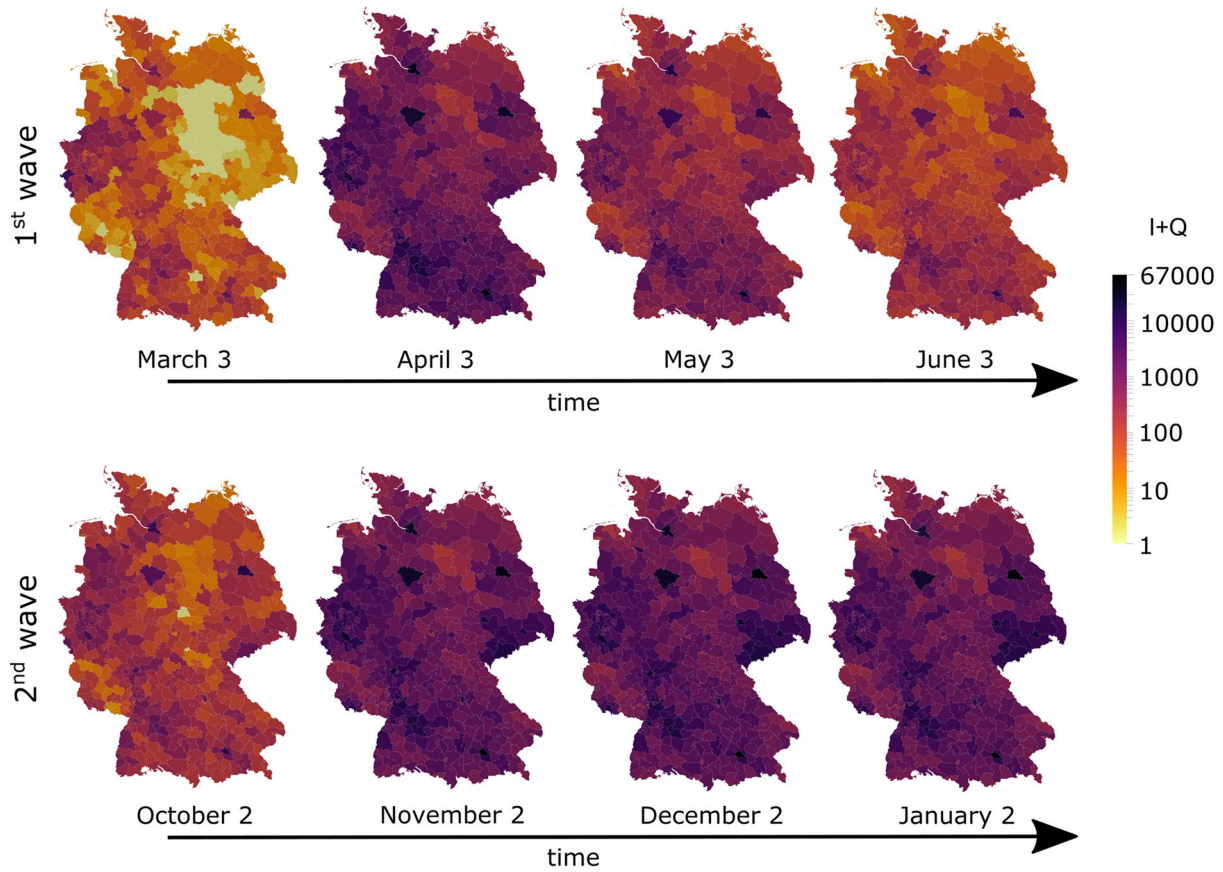 1st wave
March 3
April 3
May 3
June 3
time
I+Q
67000
10000
1000
100
10
1
2nd wave
October 2
November 2
December 2
January 2
time